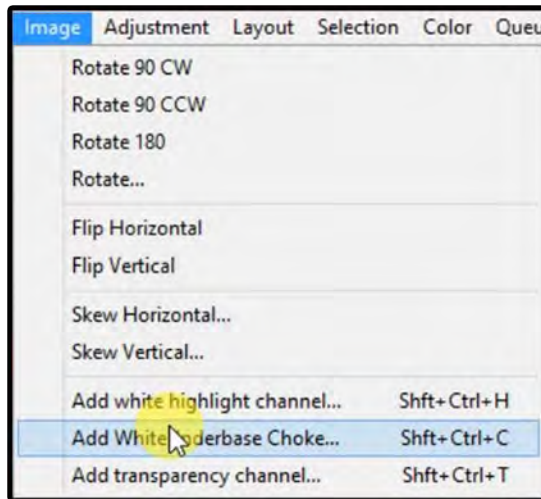 Image Adjustment Layout Selection Color Queu
Rotate 90 CW
Rotate 90 CCW
Rotate 180
Rotate...
Flip Horizontal
Flip Vertical
Skew Horizontal...
Skew Vertical...
Add white highlight channel... Shft+Ctrl+H
Add White nderbase Choke... Shft+Ctrl+C
Add transparency channel... Shft+Ctrl+T